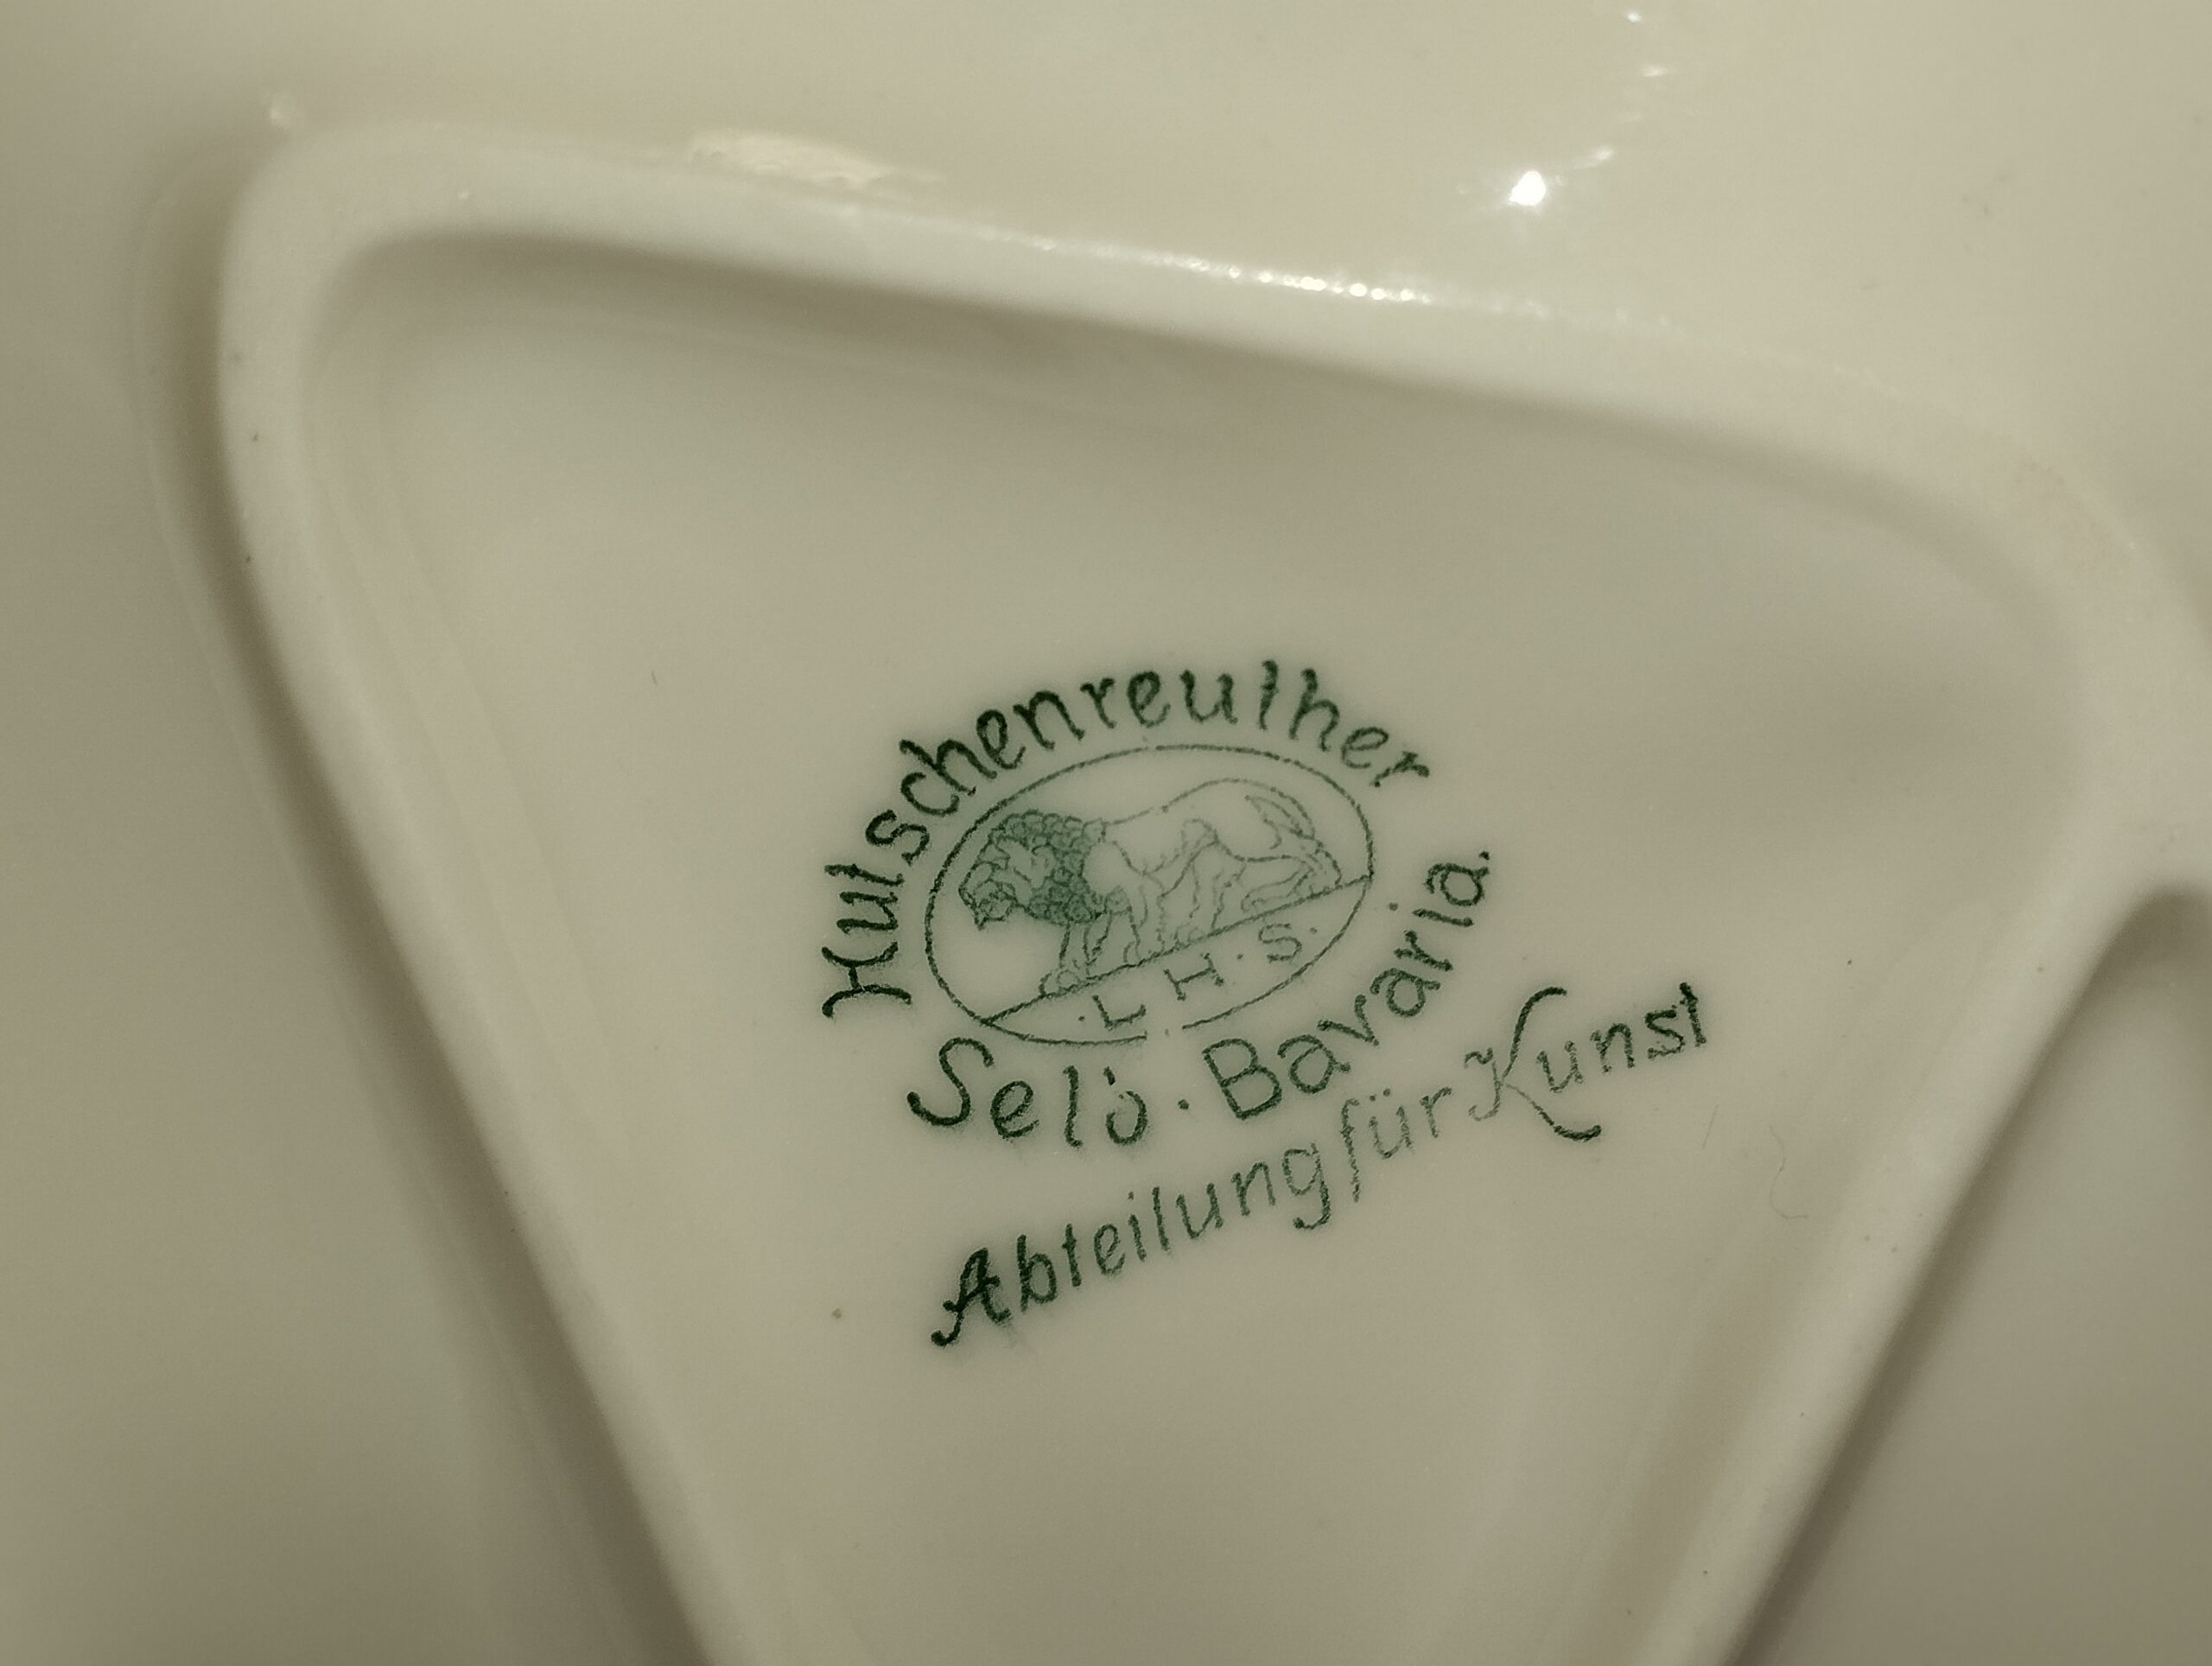 Hutschenreuther
L·H·S·
Selb·Bavaria
Abteilung für Kunst